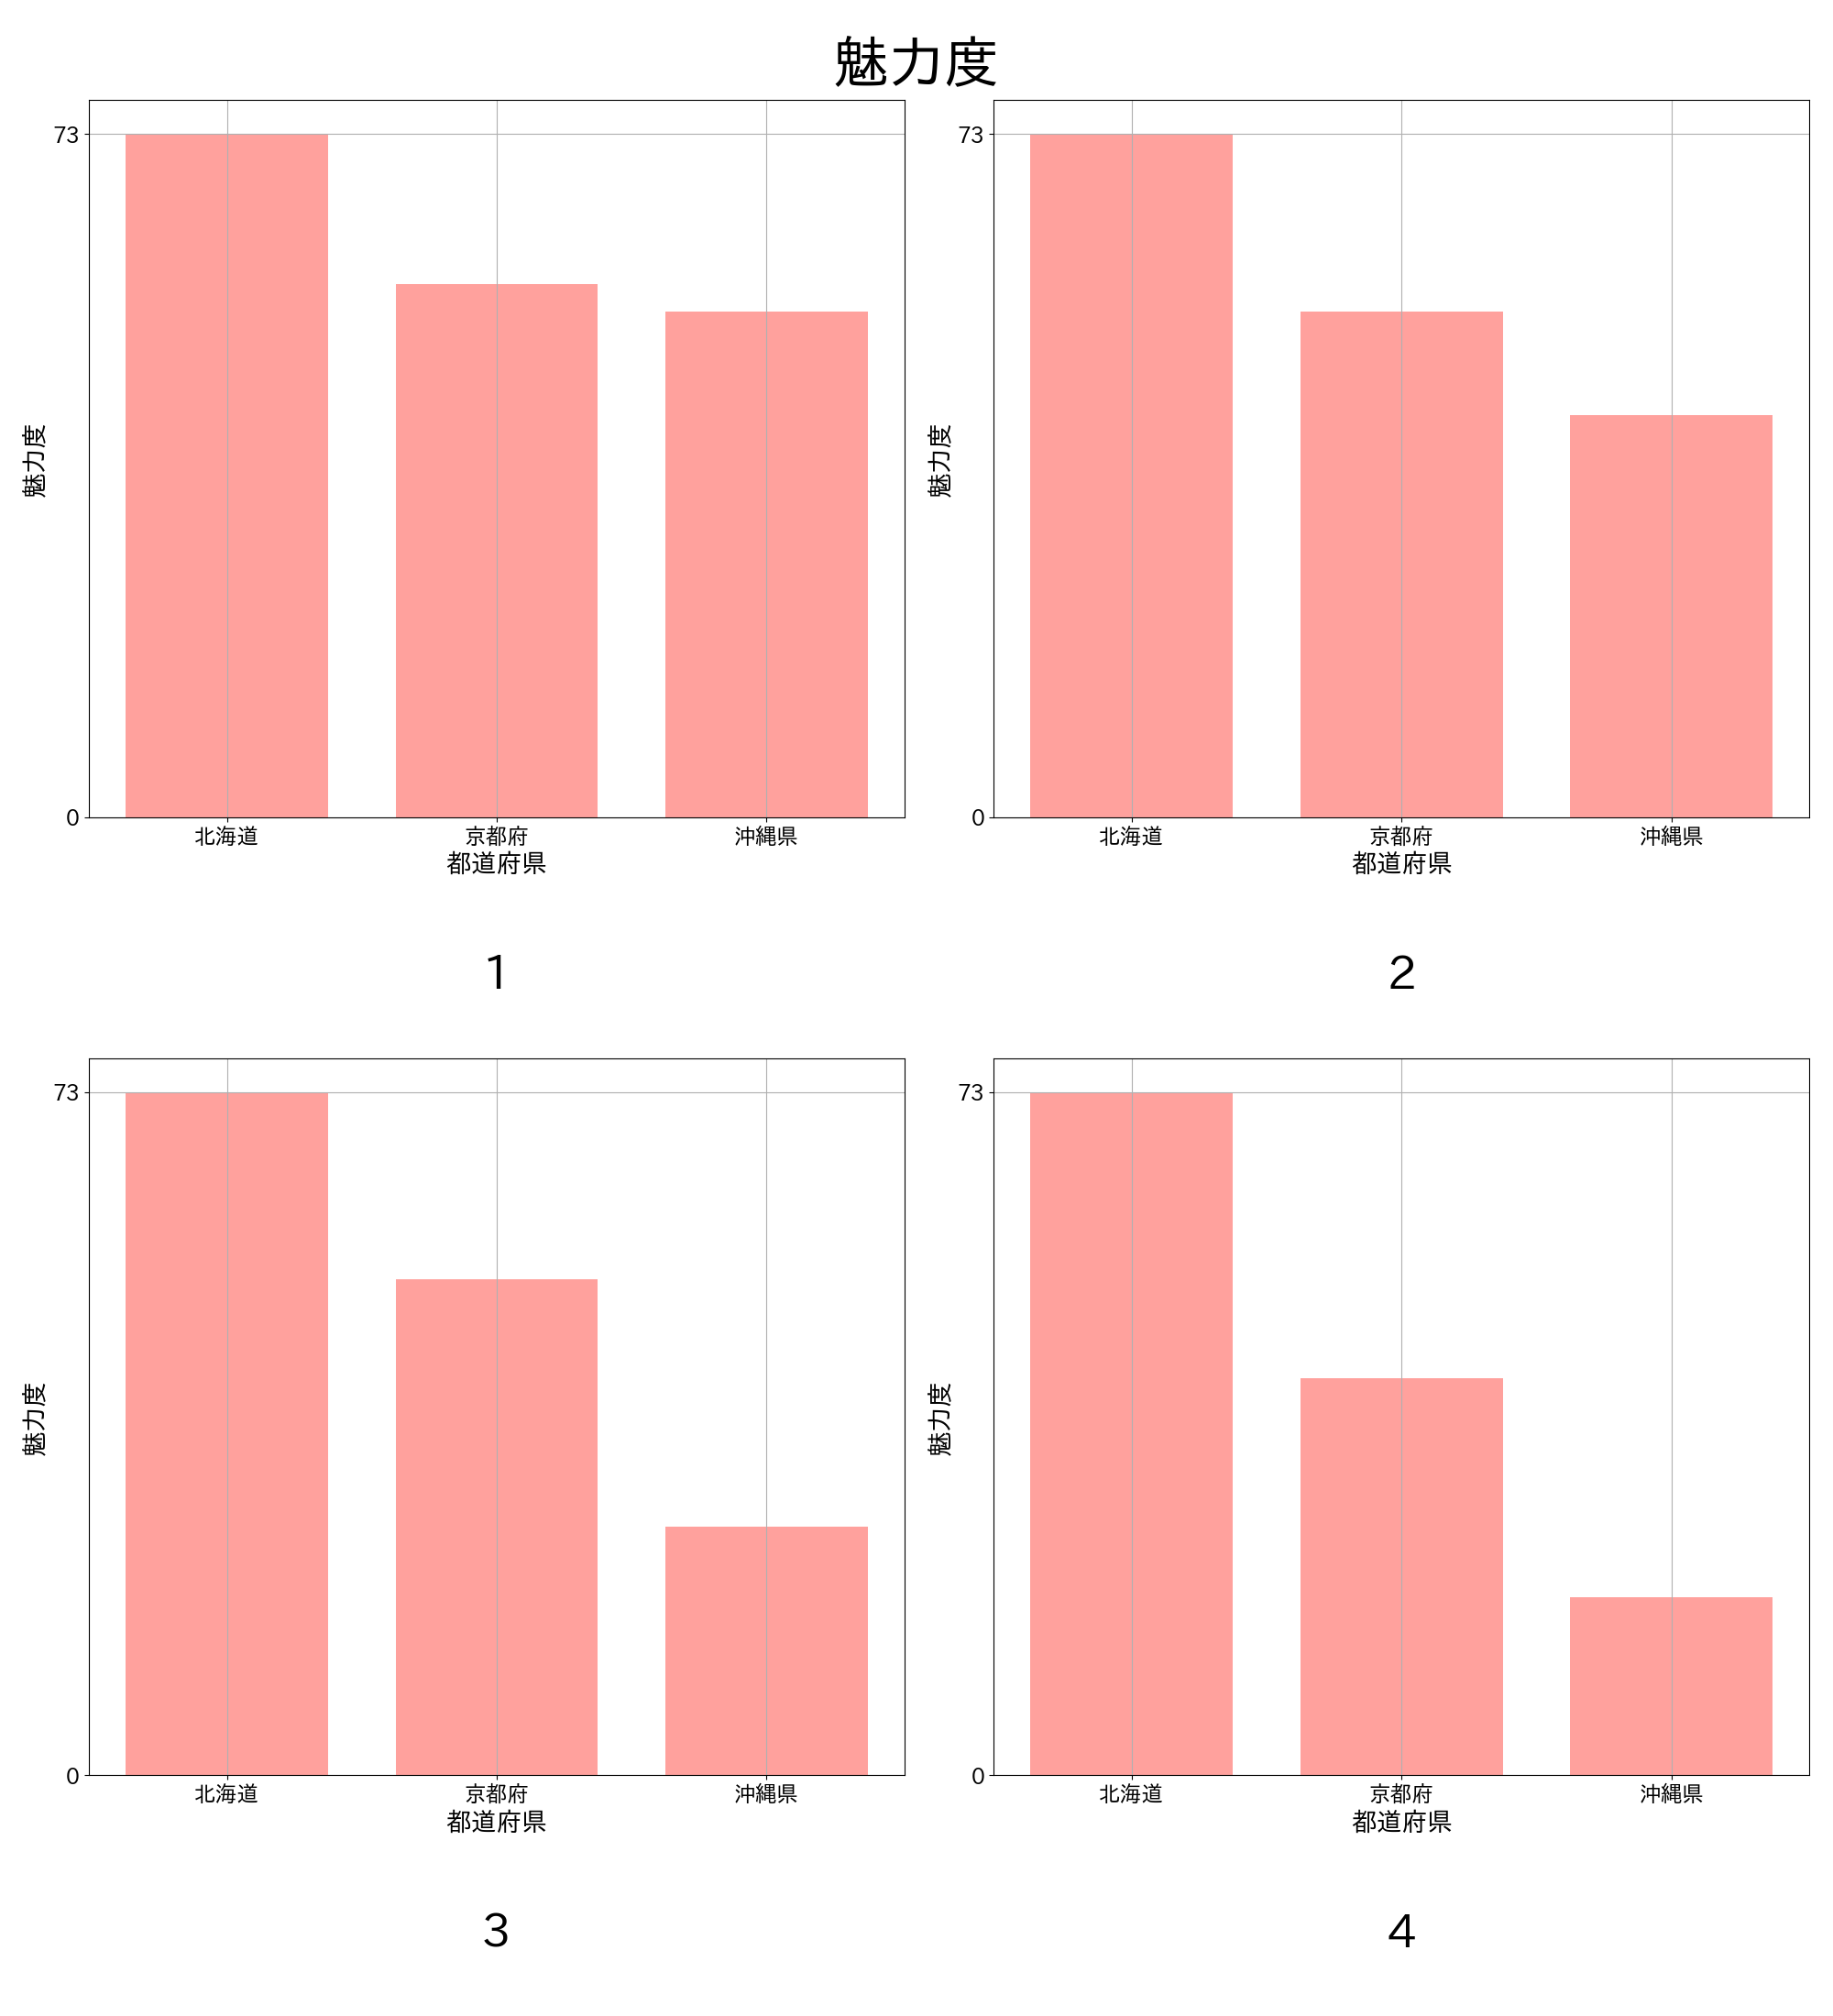 魅力度
73
魅力度
0
北海道 京都府 沖縄県
都道府県
1
73
魅力度
0
北海道 京都府 沖縄県
都道府県
2
73
魅力度
0
北海道 京都府 沖縄県
都道府県
3
73
魅力度
0
北海道 京都府 沖縄県
都道府県
4